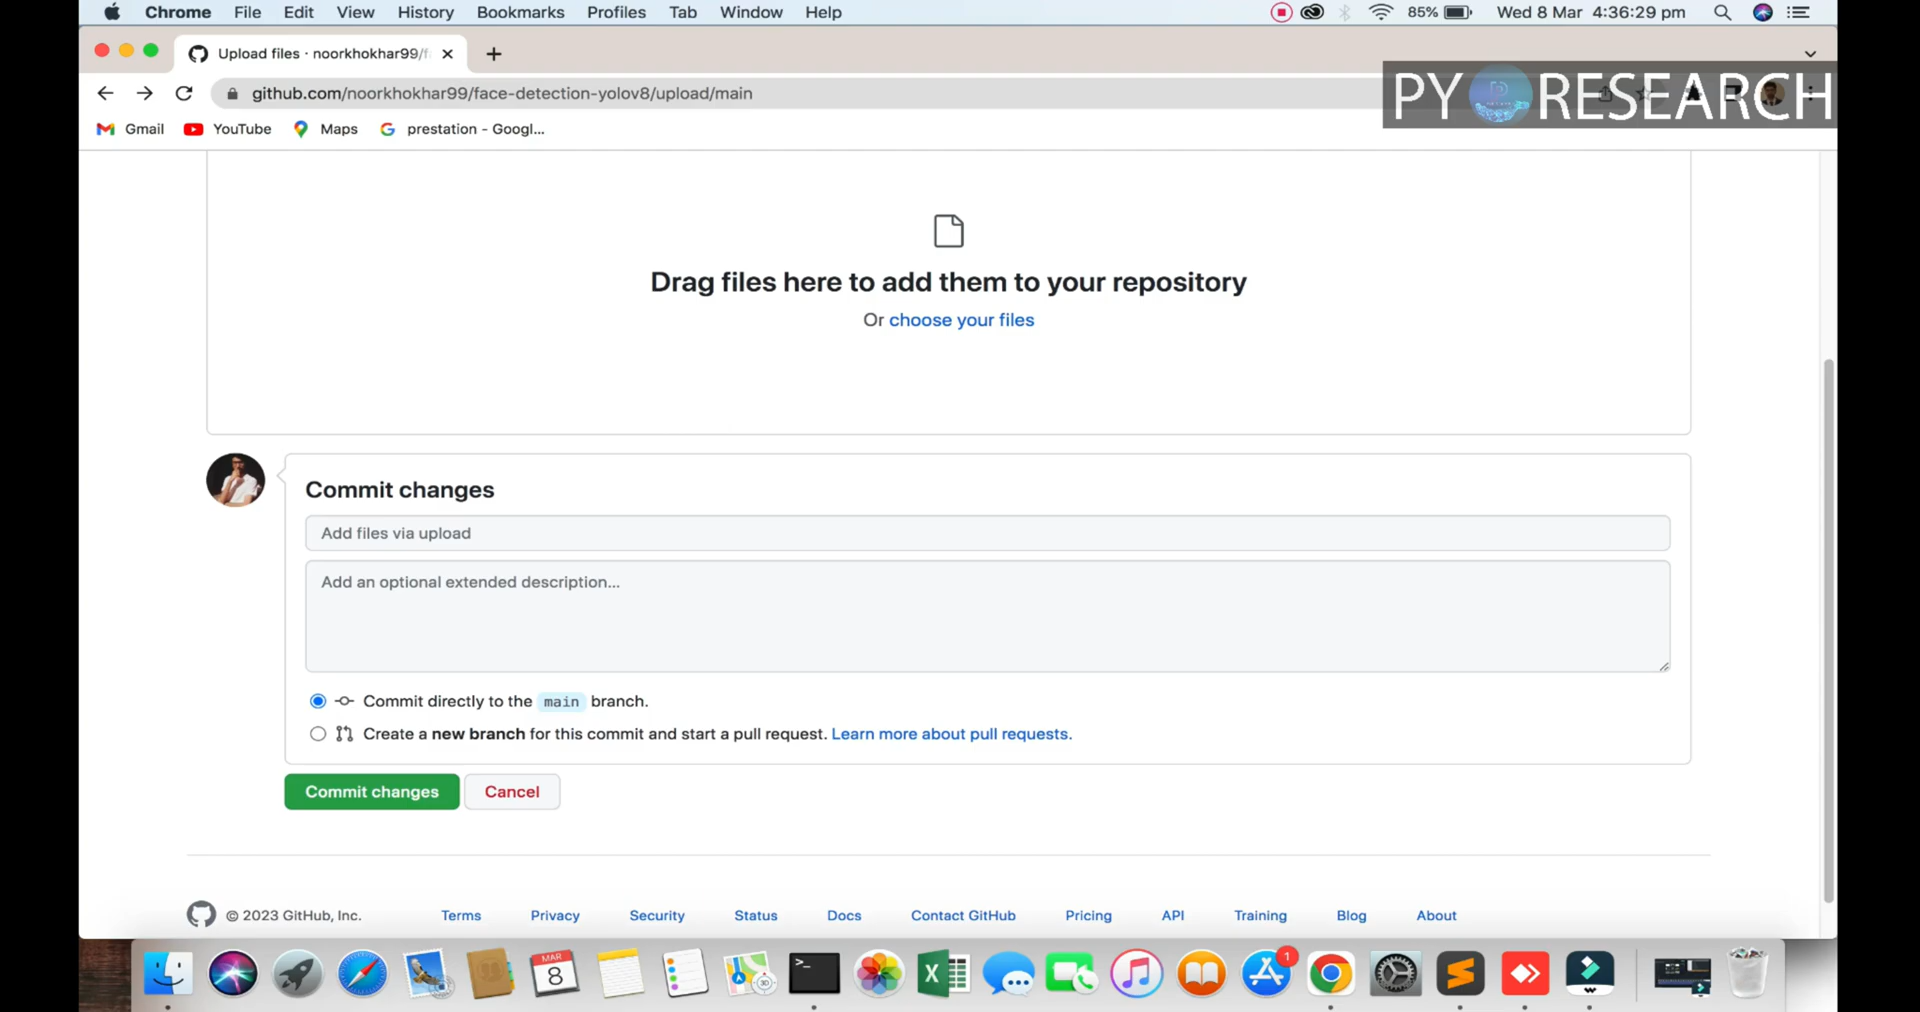 Chrome File Edit View History Bookmarks Profiles Tab Window Help 85% Wed 8 Mar 4:36:29 pm
Upload files · noorkhokhar99/f
github.com/noorkhokhar99/face-detection-yolov8/upload/main
PY RESEARCH
Gmail YouTube Maps prestation - Googl...
Drag files here to add them to your repository
Or choose your files
Commit changes
Add files via upload
Add an optional extended description...
Commit directly to the main branch.
Create a new branch for this commit and start a pull request. Learn more about pull requests.
Commit changes Cancel
© 2023 GitHub, Inc. Terms Privacy Security Status Docs Contact GitHub Pricing API Training Blog About
MAR
8
1